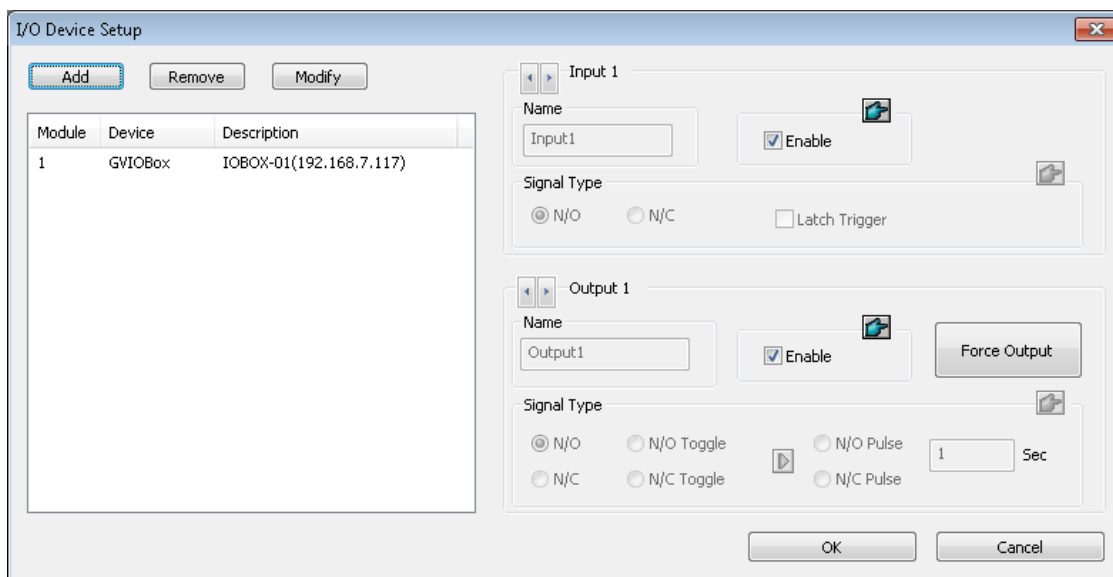 I/O Device Setup
Add Remove Modify
Module Device Description
1 GVIOBox IOBOX-01(192.168.7.117)
Input 1
Name
Input1
Enable
Signal Type
N/O N/C Latch Trigger
Output 1
Name
Output1
Enable
Force Output
Signal Type
N/O N/O Toggle N/O Pulse 1 Sec
N/C N/C Toggle N/C Pulse
OK Cancel